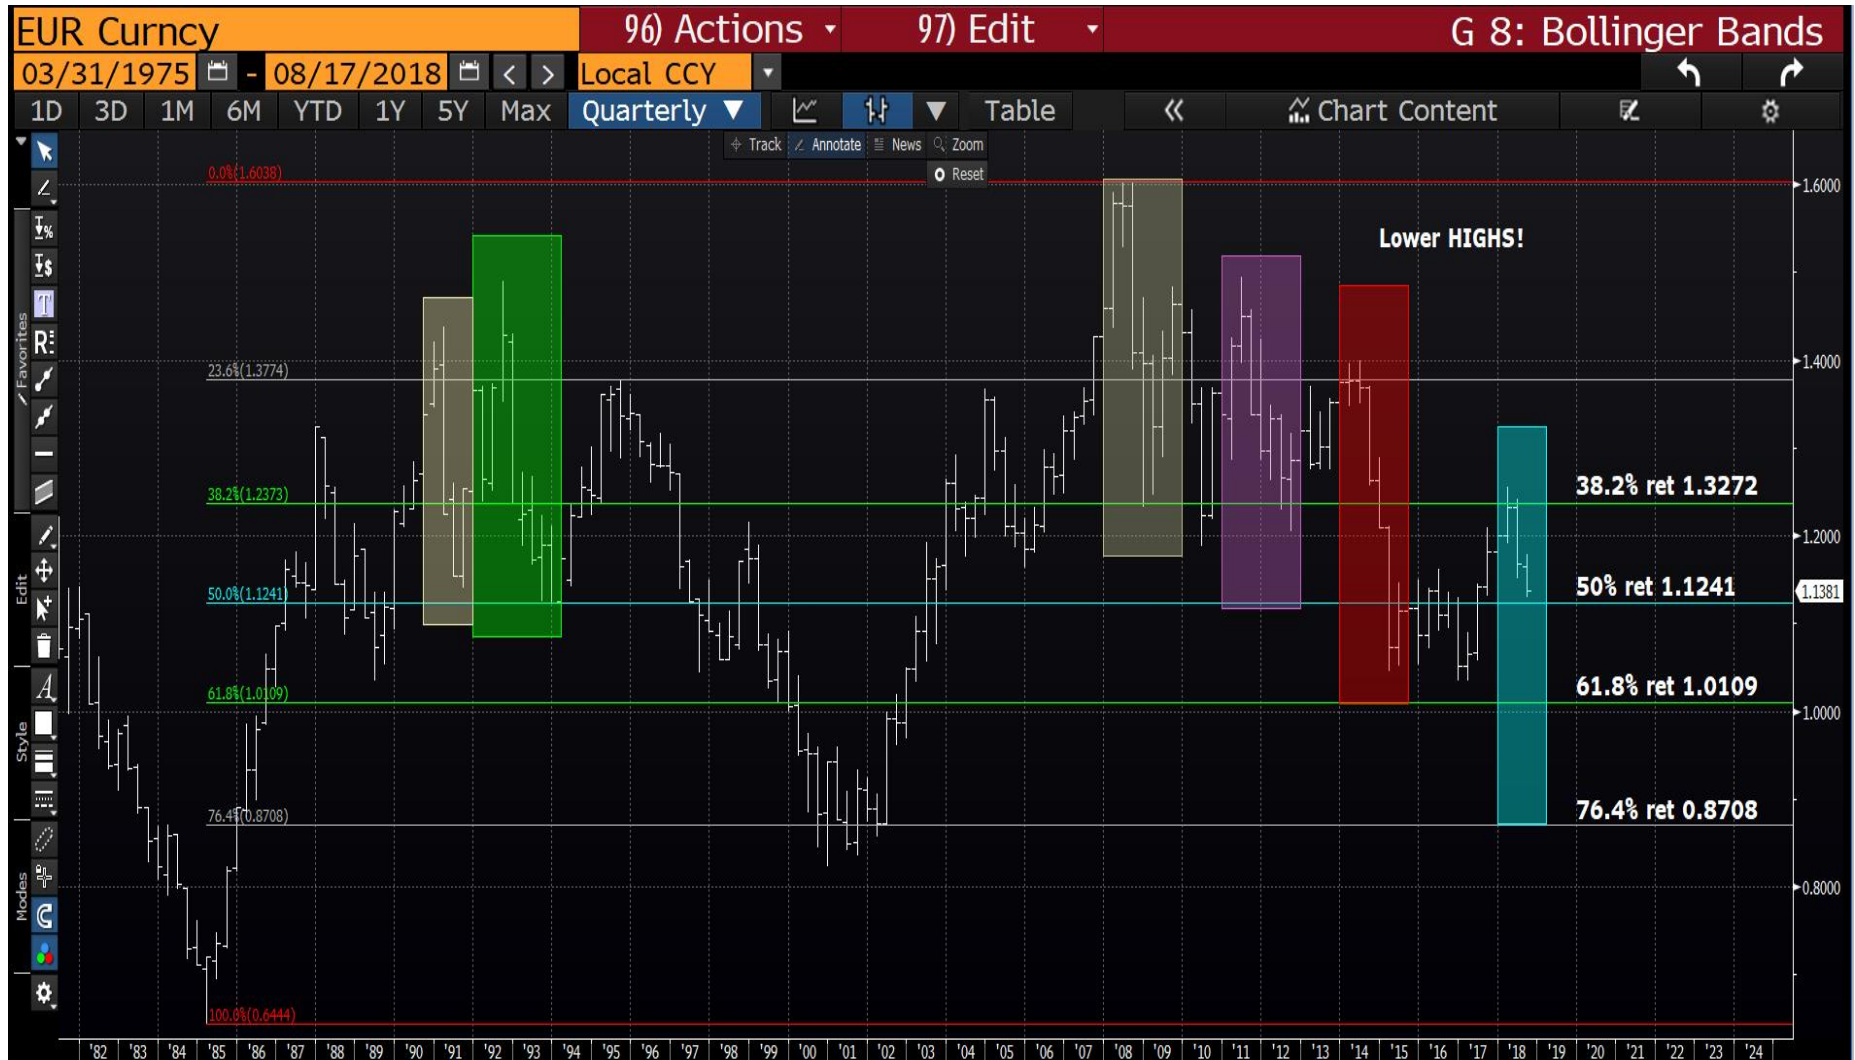 EUR Curncy 96) Actions 97) Edit G 8: Bollinger Bands
03/31/1975 - 08/17/2018 < > Local CCY
1D 3D 1M 6M YTD 1Y 5Y Max Quarterly ▼ Table « Chart Content
Track Annotate News Zoom
Reset
0.0%(1.6038)
1.6000
Lower HIGHS!
23.6%(1.3774)
1.4000
38.2%(1.2373)
38.2% ret 1.3272
1.2000
50.0%(1.1241)
50% ret 1.1241
1.1381
61.8%(1.0109)
61.8% ret 1.0109
1.0000
76.4%(0.8708)
76.4% ret 0.8708
0.8000
100.0%(0.6444)
Favorites
%
$
T
R
Edit
A
Style
Modes
'82 '83 '84 '85 '86 '87 '88 '89 '90 '91 '92 '93 '94 '95 '96 '97 '98 '99 '00 '01 '02 '03 '04 '05 '06 '07 '08 '09 '10 '11 '12 '13 '14 '15 '16 '17 '18 '19 '20 '21 '22 '23 '24